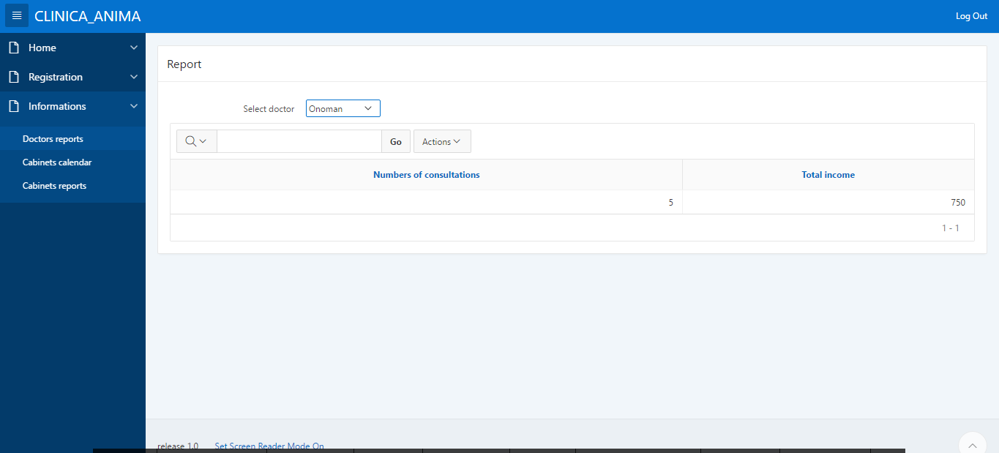 CLINICA_ANIMA
Log Out
Home
Registration
Informations
Doctors reports
Cabinets calendar
Cabinets reports
Report
Select doctor Onoman
Go Actions
Numbers of consultations Total income
5 750
1 - 1
release 1.0 Set Screen Reader Mode On